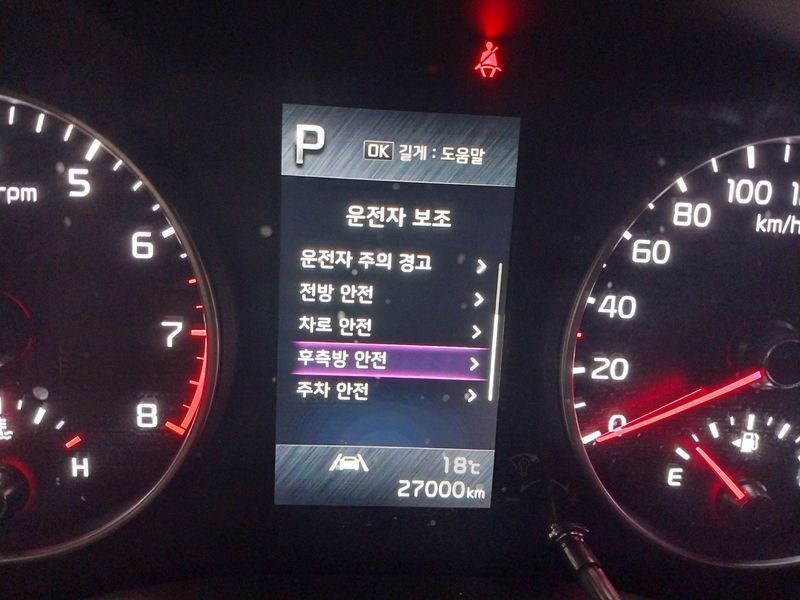 P
OK 길게 : 도움말
운전자 보조
운전자 주의 경고
전방 안전
차로 안전
후측방 안전
주차 안전
18℃
27000km
rpm
5
6
7
8
H
100
80
km/h
60
40
20
0
E